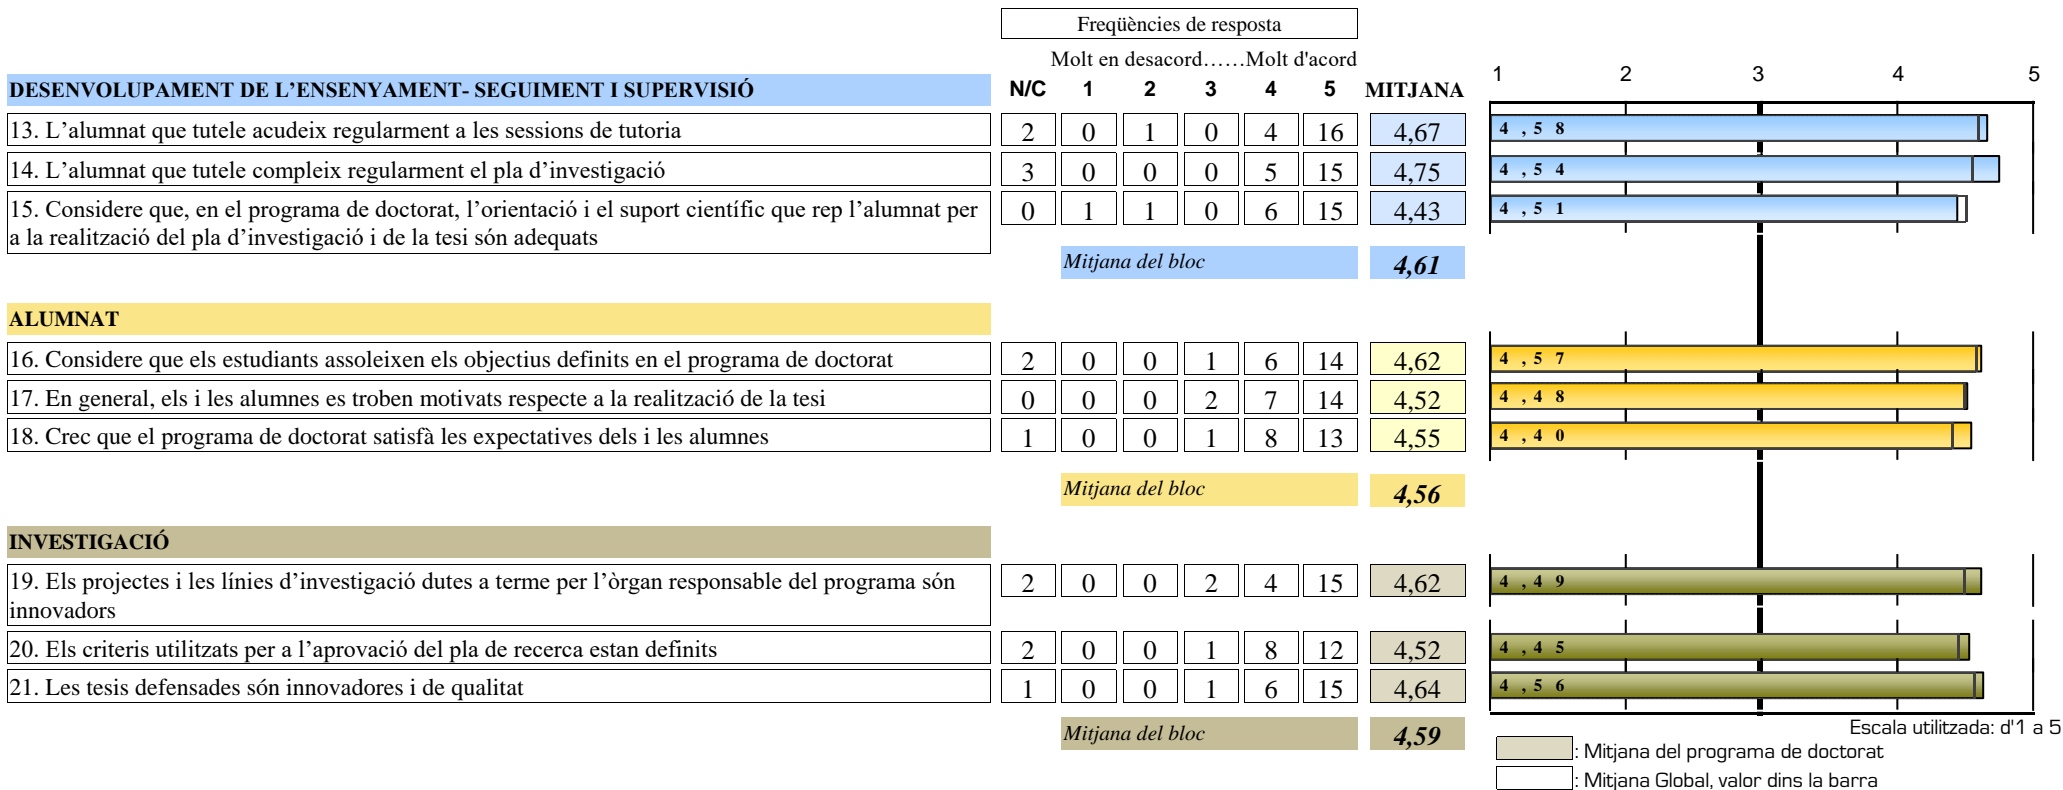 Freqüències de resposta
Molt en desacord……Molt d'acord
DESENVOLUPAMENT DE L’ENSENYAMENT- SEGUIMENT I SUPERVISIÓ N/C 1 2 3 4 5 MITJANA 1 2 3 4 5
13. L’alumnat que tutele acudeix regularment a les sessions de tutoria 2 0 1 0 4 16 4,67 4,58
14. L’alumnat que tutele compleix regularment el pla d’investigació 3 0 0 0 5 15 4,75 4,54
15. Considere que, en el programa de doctorat, l’orientació i el suport científic que rep l’alumnat per 0 1 1 0 6 15 4,43 4,51
a la realització del pla d’investigació i de la tesi són adequats
Mitjana del bloc 4,61
ALUMNAT
16. Considere que els estudiants assoleixen els objectius definits en el programa de doctorat 2 0 0 1 6 14 4,62 4,57
17. En general, els i les alumnes es troben motivats respecte a la realització de la tesi 0 0 0 2 7 14 4,52 4,48
18. Crec que el programa de doctorat satisfà les expectatives dels i les alumnes 1 0 0 1 8 13 4,55 4,40
Mitjana del bloc 4,56
INVESTIGACIÓ
19. Els projectes i les línies d’investigació dutes a terme per l’òrgan responsable del programa són 2 0 0 2 4 15 4,62 4,49
innovadors
20. Els criteris utilitzats per a l’aprovació del pla de recerca estan definits 2 0 0 1 8 12 4,52 4,45
21. Les tesis defensades són innovadores i de qualitat 1 0 0 1 6 15 4,64 4,56
Mitjana del bloc 4,59
Escala utilitzada: d'1 a 5
: Mitjana del programa de doctorat
: Mitjana Global, valor dins la barra